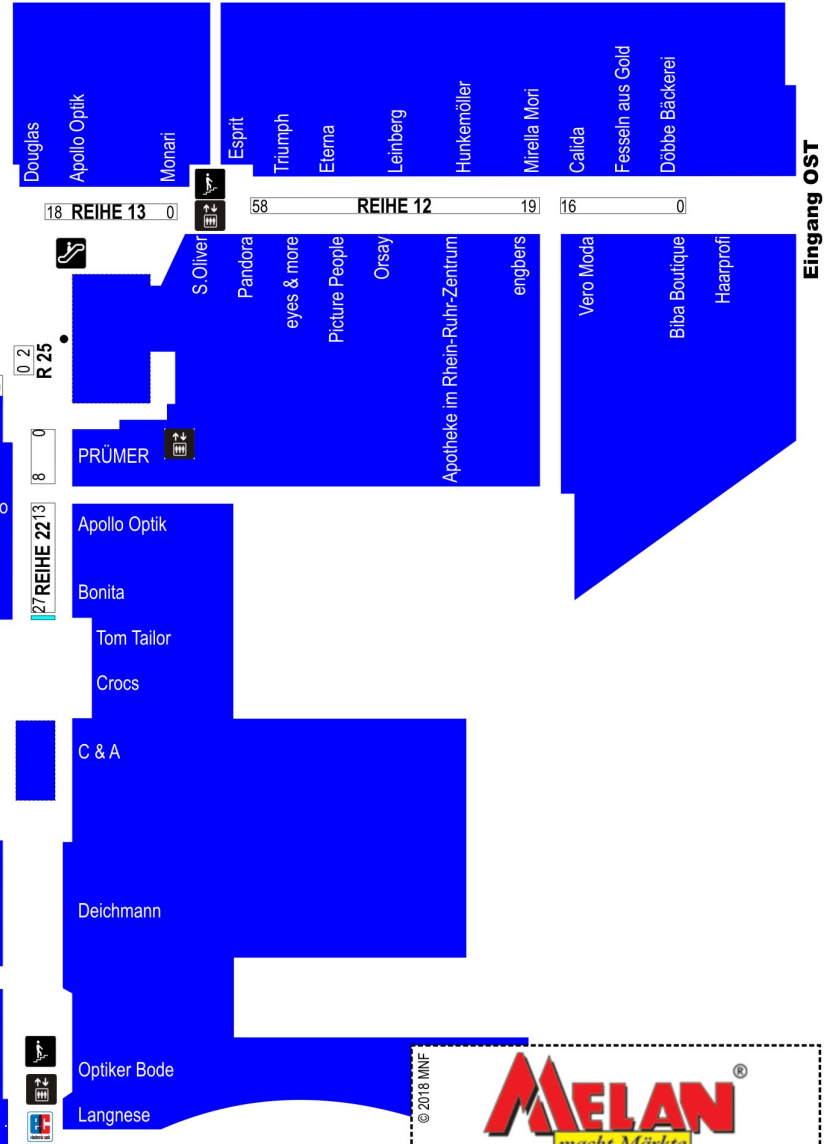 Douglas
Apollo Optik
Monari
Esprit
Triumph
Eterna
Leinberg
Hunkemöller
Mirella Mori
Calida
Fesseln aus Gold
Döbbe Bäckerei
18 REIHE 13 0
58 REIHE 12 19
16 0
Eingang OST
S.Oliver
Pandora
eyes & more
Picture People
Orsay
Apotheke im Rhein-Ruhr-Zentrum
engbers
Vero Moda
Biba Boutique
Haarprofi
0 2
R 25
8 0
PRÜMER
27 REIHE 22 13
Apollo Optik
Bonita
Tom Tailor
Crocs
C & A
Deichmann
Optiker Bode
Langnese
© 2018 MNF
MELAN ®
macht Märkte